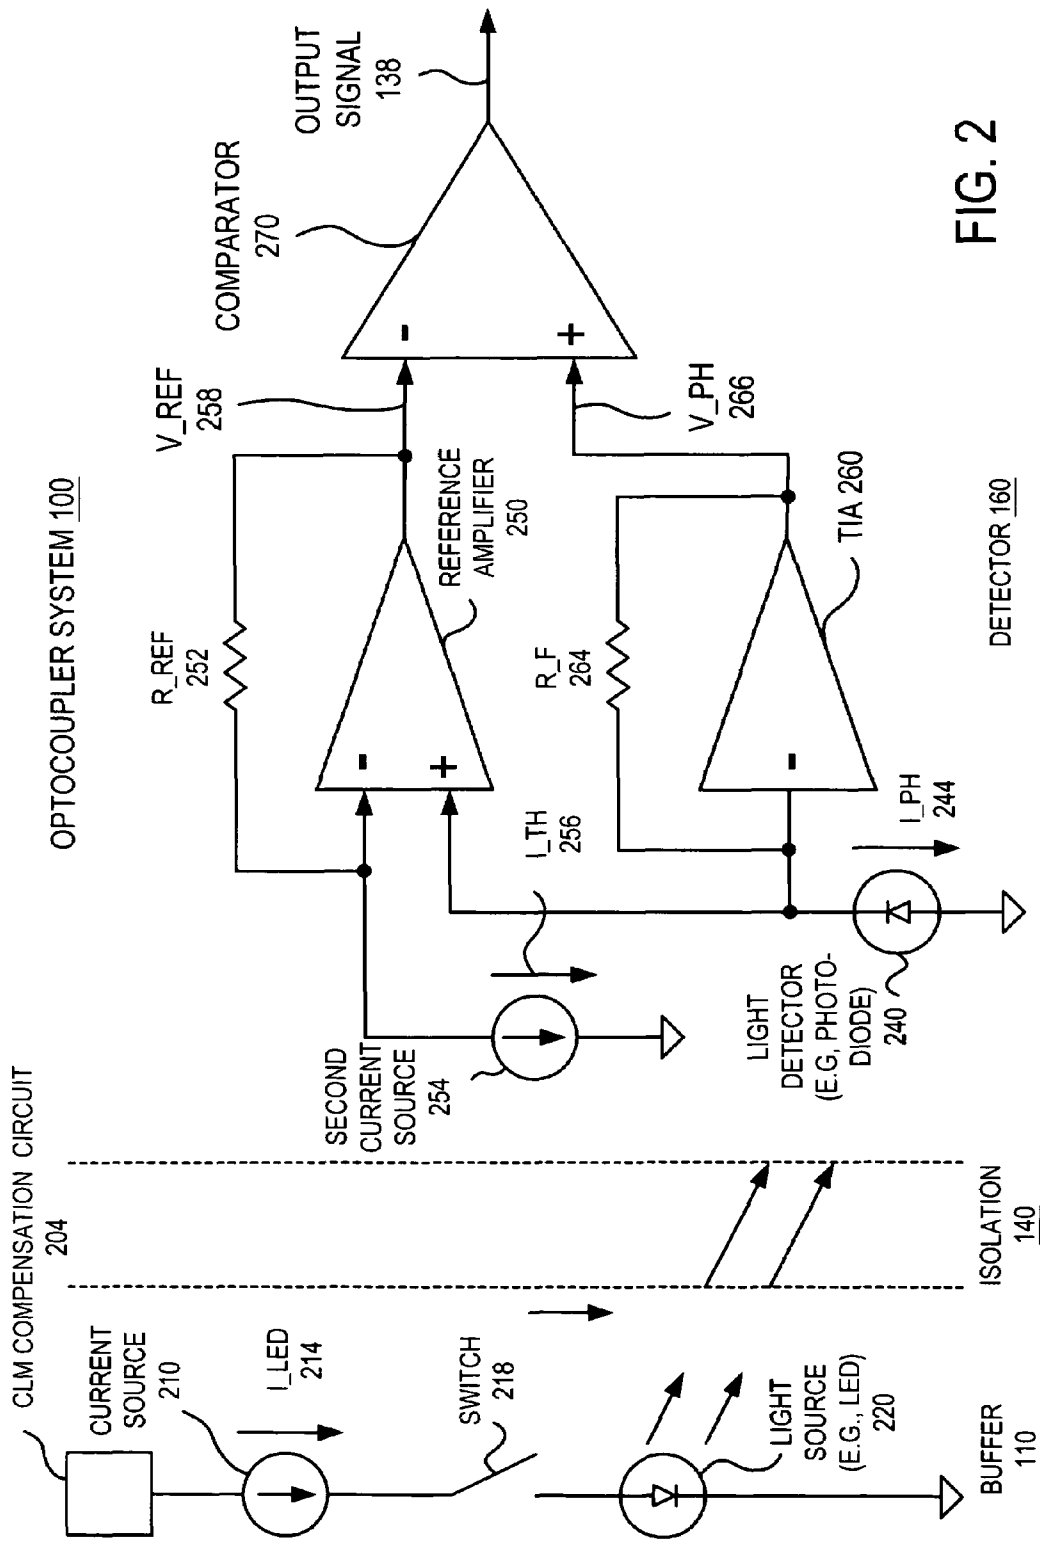 OPTOCOUPLER SYSTEM 100
CLM COMPENSATION CIRCUIT
204
CURRENT
SOURCE
210
I_LED
214
SWITCH
218
LIGHT
SOURCE
(E.G., LED)
220
BUFFER
110
ISOLATION
140
SECOND
CURRENT
SOURCE
254
I_TH
256
R_REF
252
-
+
REFERENCE
AMPLIFIER
250
V_REF
258
LIGHT
DETECTOR
(E.G, PHOTO-
DIODE)
240
I_PH
244
R_F
264
-
TIA 260
V_PH
266
DETECTOR 160
COMPARATOR
270
-
+
OUTPUT
SIGNAL
138
FIG. 2